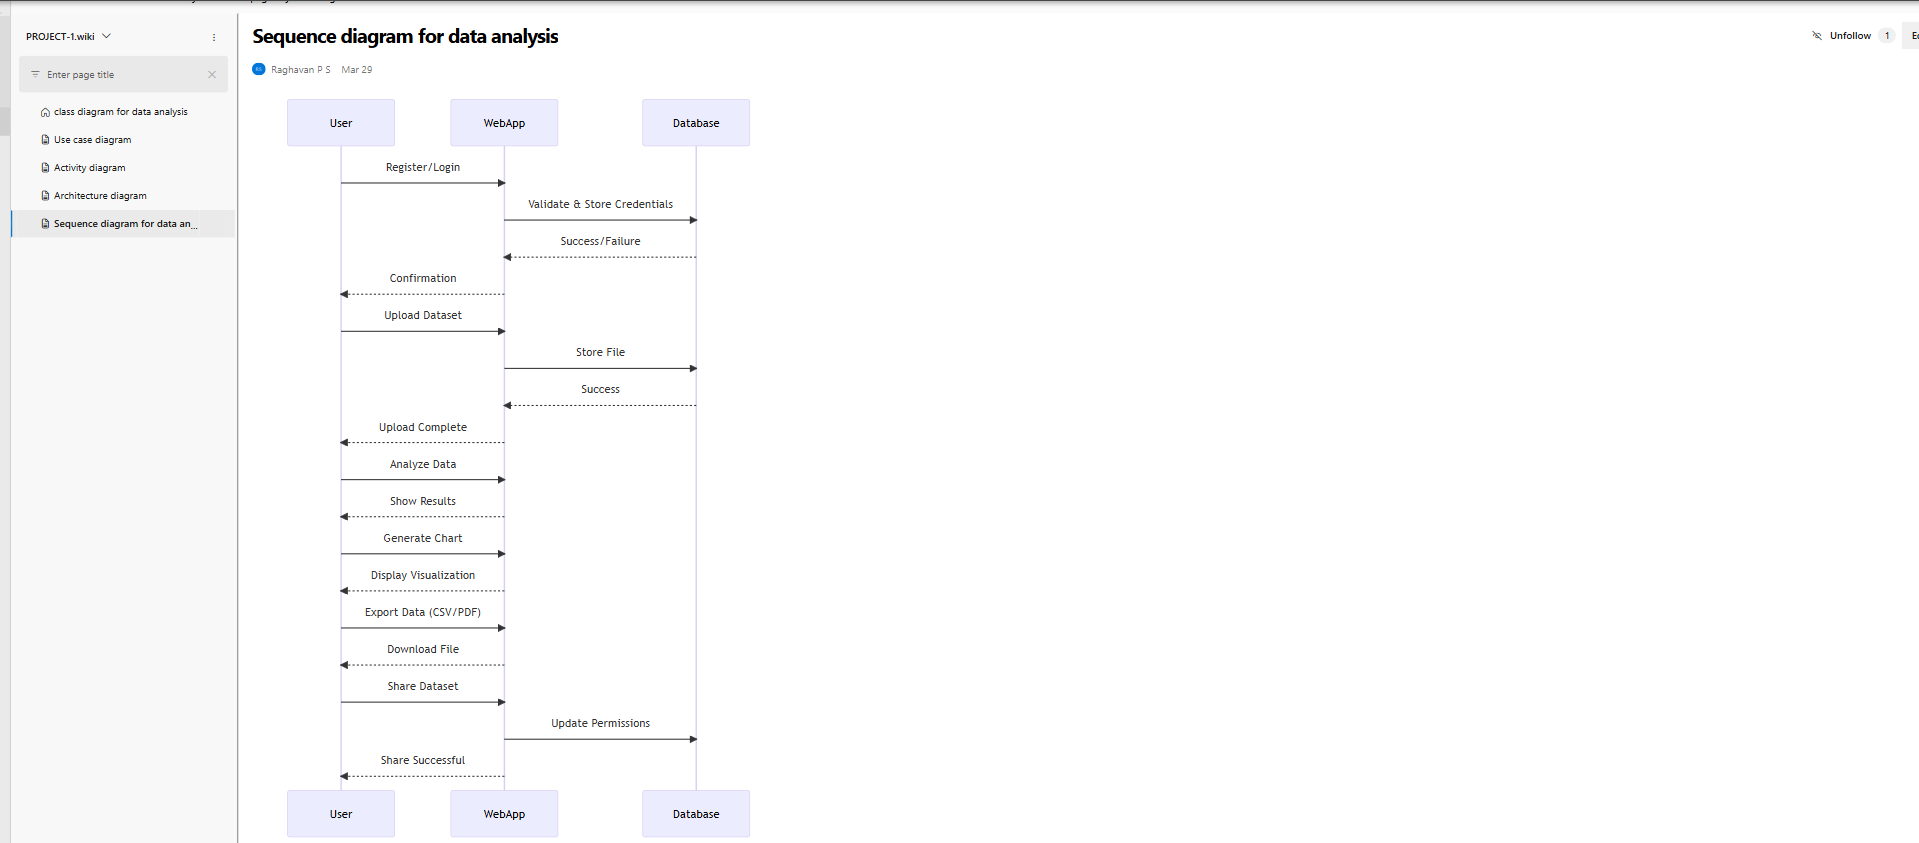 PROJECT-1.wiki
Enter page title
class diagram for data analysis
Use case diagram
Activity diagram
Architecture diagram
Sequence diagram for data an...
Sequence diagram for data analysis
Unfollow 1
Raghavan P S Mar 29
User WebApp Database
Register/Login
Validate & Store Credentials
Success/Failure
Confirmation
Upload Dataset
Store File
Success
Upload Complete
Analyze Data
Show Results
Generate Chart
Display Visualization
Export Data (CSV/PDF)
Download File
Share Dataset
Update Permissions
Share Successful
User WebApp Database